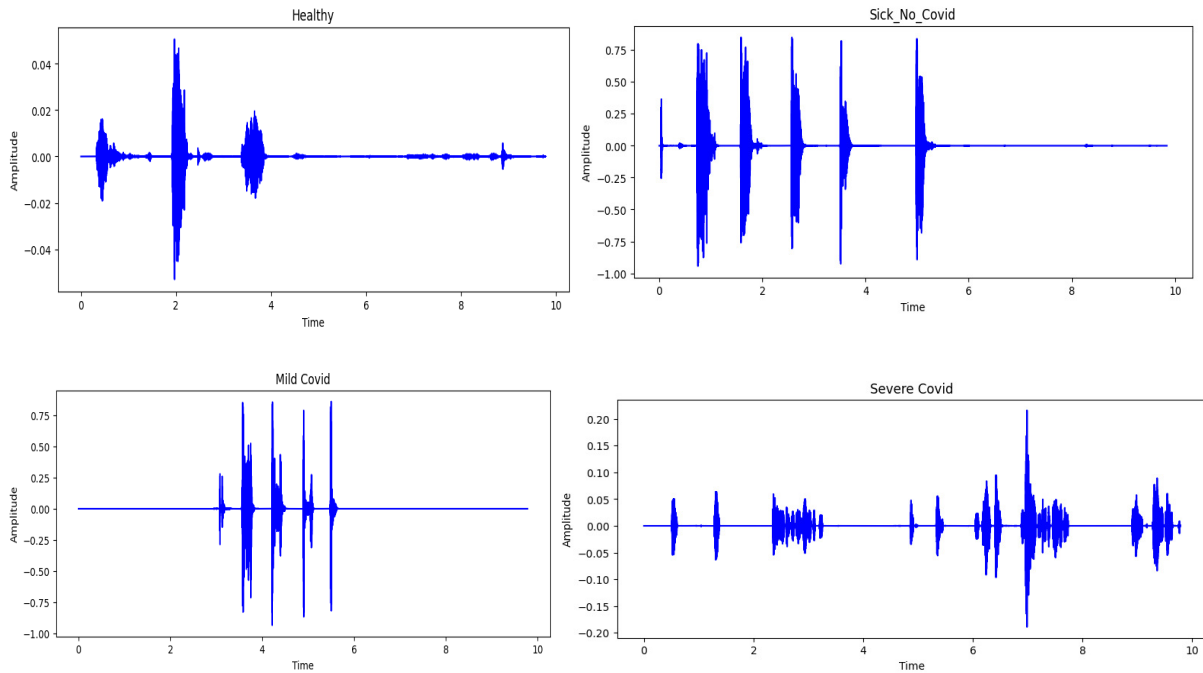 Healthy
Amplitude
0.04
0.02
0.00
−0.02
−0.04
0 2 4 6 8 10
Time
Sick_No_Covid
Amplitude
0.75
0.50
0.25
0.00
−0.25
−0.50
−0.75
−1.00
0 2 4 6 8 10
Time
Mild Covid
Amplitude
0.75
0.50
0.25
0.00
−0.25
−0.50
−0.75
−1.00
0 2 4 6 8 10
Time
Severe Covid
Amplitude
0.20
0.15
0.10
0.05
0.00
−0.05
−0.10
−0.15
−0.20
0 2 4 6 8 10
Time